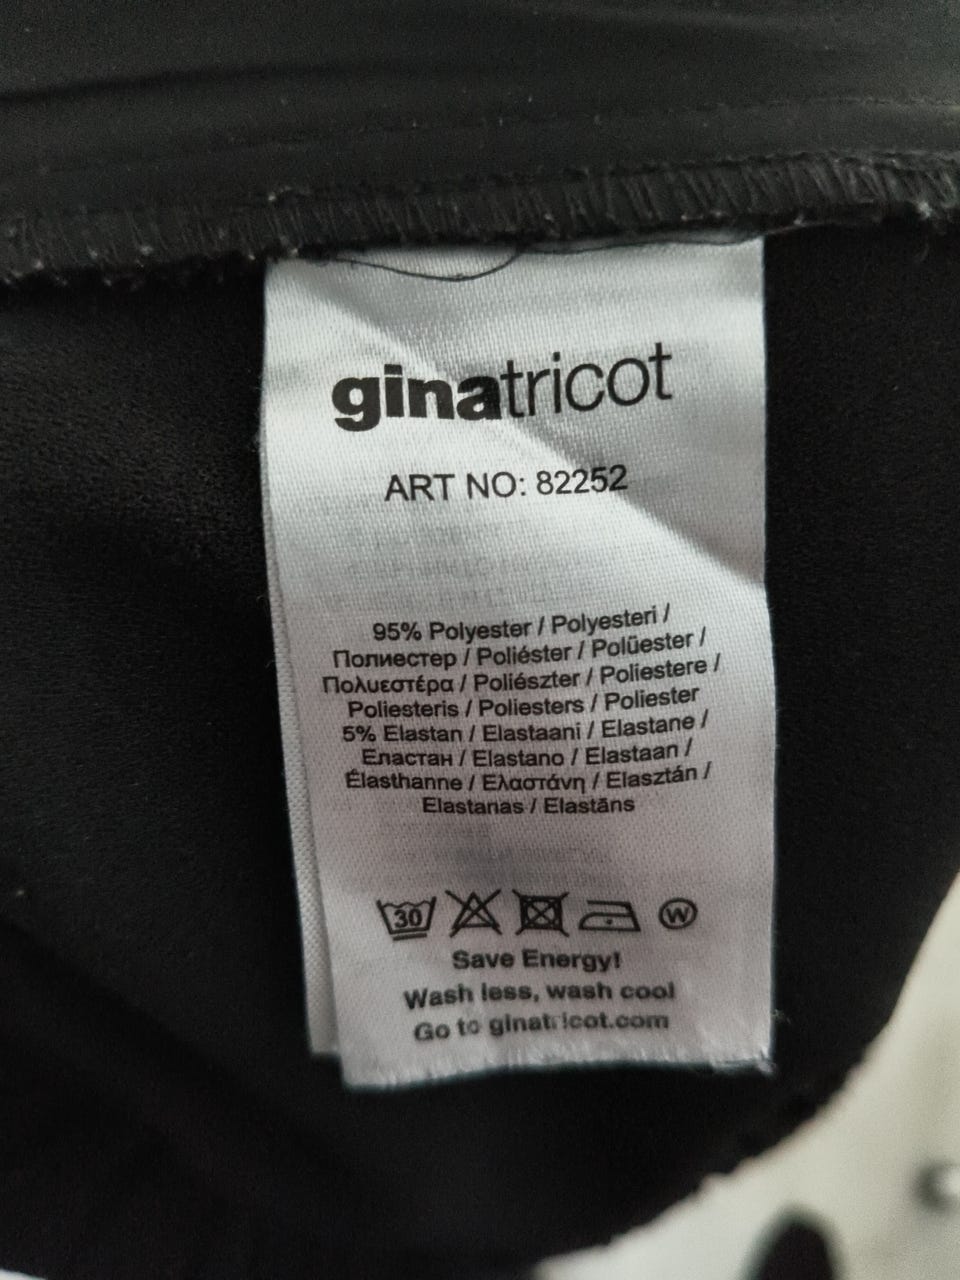 ginatricot
ART NO: 82252
95% Polyester / Polyesteri /
Полиестер / Poliéster / Polüester /
Πολυεστέρα / Poliészter / Poliestere /
Poliesteris / Poliesters / Poliester
5% Elastan / Elastaani / Elastane /
Еластан / Elastano / Elastaan /
Élasthanne / Ελαστάνη / Elasztán /
Elastanas / Elastāns
30 W
Save Energy!
Wash less, wash cool
Go to ginatricot.com